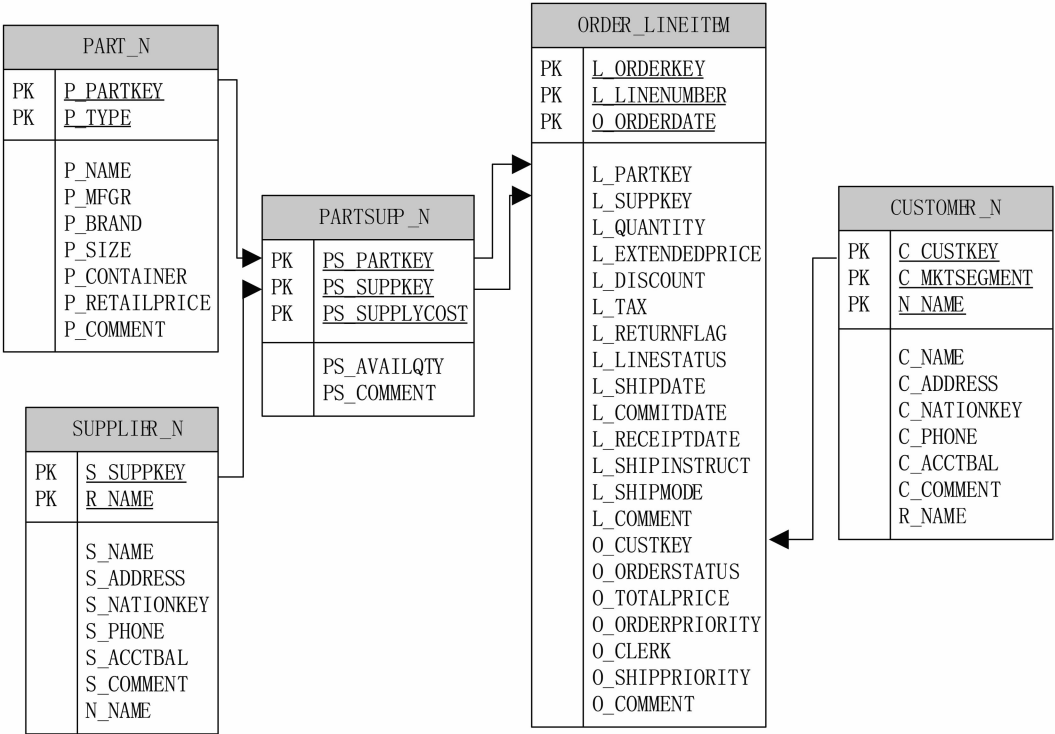 PART_N
PK P_PARTKEY
PK P_TYPE
P_NAME
P_MFGR
P_BRAND
P_SIZE
P_CONTAINER
P_RETAILPRICE
P_COMMENT
SUPPLIER_N
PK S_SUPPKEY
PK R_NAME
S_NAME
S_ADDRESS
S_NATIONKEY
S_PHONE
S_ACCTBAL
S_COMMENT
N_NAME
PARTSUPP_N
PK PS_PARTKEY
PK PS_SUPPKEY
PK PS_SUPPLYCOST
PS_AVAILQTY
PS_COMMENT
ORDER_LINEITEM
PK L_ORDERKEY
PK L_LINENUMBER
PK O_ORDERDATE
L_PARTKEY
L_SUPPKEY
L_QUANTITY
L_EXTENDEDPRICE
L_DISCOUNT
L_TAX
L_RETURNFLAG
L_LINESTATUS
L_SHIPDATE
L_COMMITDATE
L_RECEIPTDATE
L_SHIPINSTRUCT
L_SHIPMODE
L_COMMENT
O_CUSTKEY
O_ORDERSTATUS
O_TOTALPRICE
O_ORDERPRIORITY
O_CLERK
O_SHIPPRIORITY
O_COMMENT
CUSTOMER_N
PK C_CUSTKEY
PK C_MKTSEGMENT
PK N_NAME
C_NAME
C_ADDRESS
C_NATIONKEY
C_PHONE
C_ACCTBAL
C_COMMENT
R_NAME